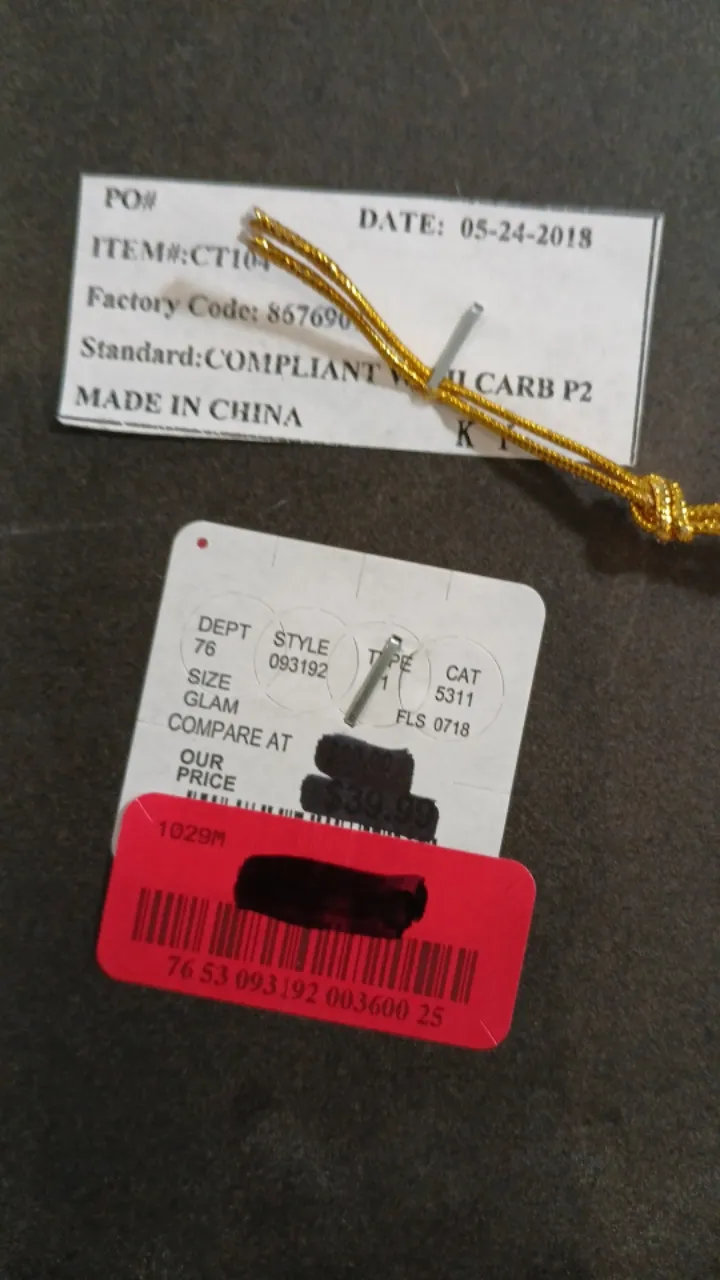 PO#
DATE: 05-24-2018
ITEM#:CT104
Factory Code: 867690
Standard:COMPLIANT CARB P2
MADE IN CHINA
K
DEPT
76
STYLE
093192
TYPE
1
CAT
5311
SIZE
GLAM
FLS 0718
COMPARE AT
OUR
PRICE
$39.99
1029M
76 53 093192 003600 25